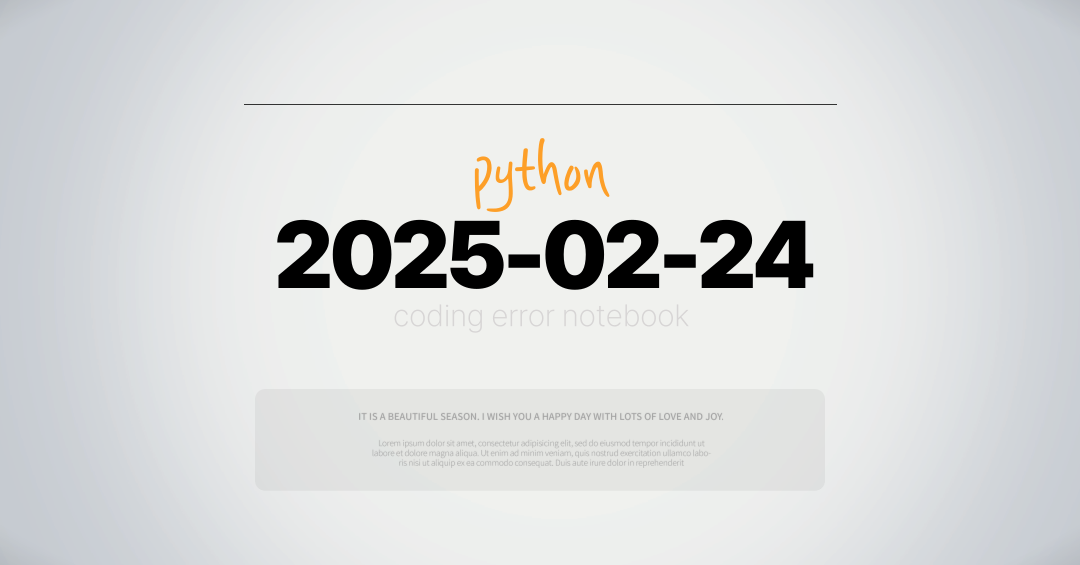 python
2025-02-24
coding error notebook
IT IS A BEAUTIFUL SEASON. I WISH YOU A HAPPY DAY WITH LOTS OF LOVE AND JOY.
Lorem ipsum dolor sit amet, consectetur adipisicing elit, sed do eiusmod tempor incididunt ut
labore et dolore magna aliqua. Ut enim ad minim veniam, quis nostrud exercitation ullamco labo-
ris nisi ut aliquip ex ea commodo consequat. Duis aute irure dolor in reprehenderit